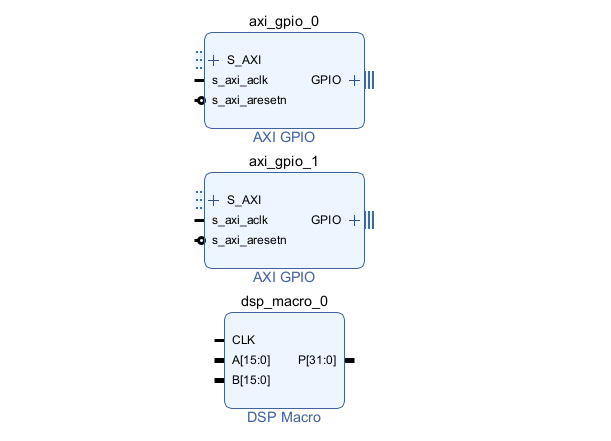 axi_gpio_0
S_AXI
s_axi_aclk
GPIO
s_axi_aresetn
AXI GPIO
axi_gpio_1
S_AXI
s_axi_aclk
GPIO
s_axi_aresetn
AXI GPIO
dsp_macro_0
CLK
A[15:0]
P[31:0]
B[15:0]
DSP Macro